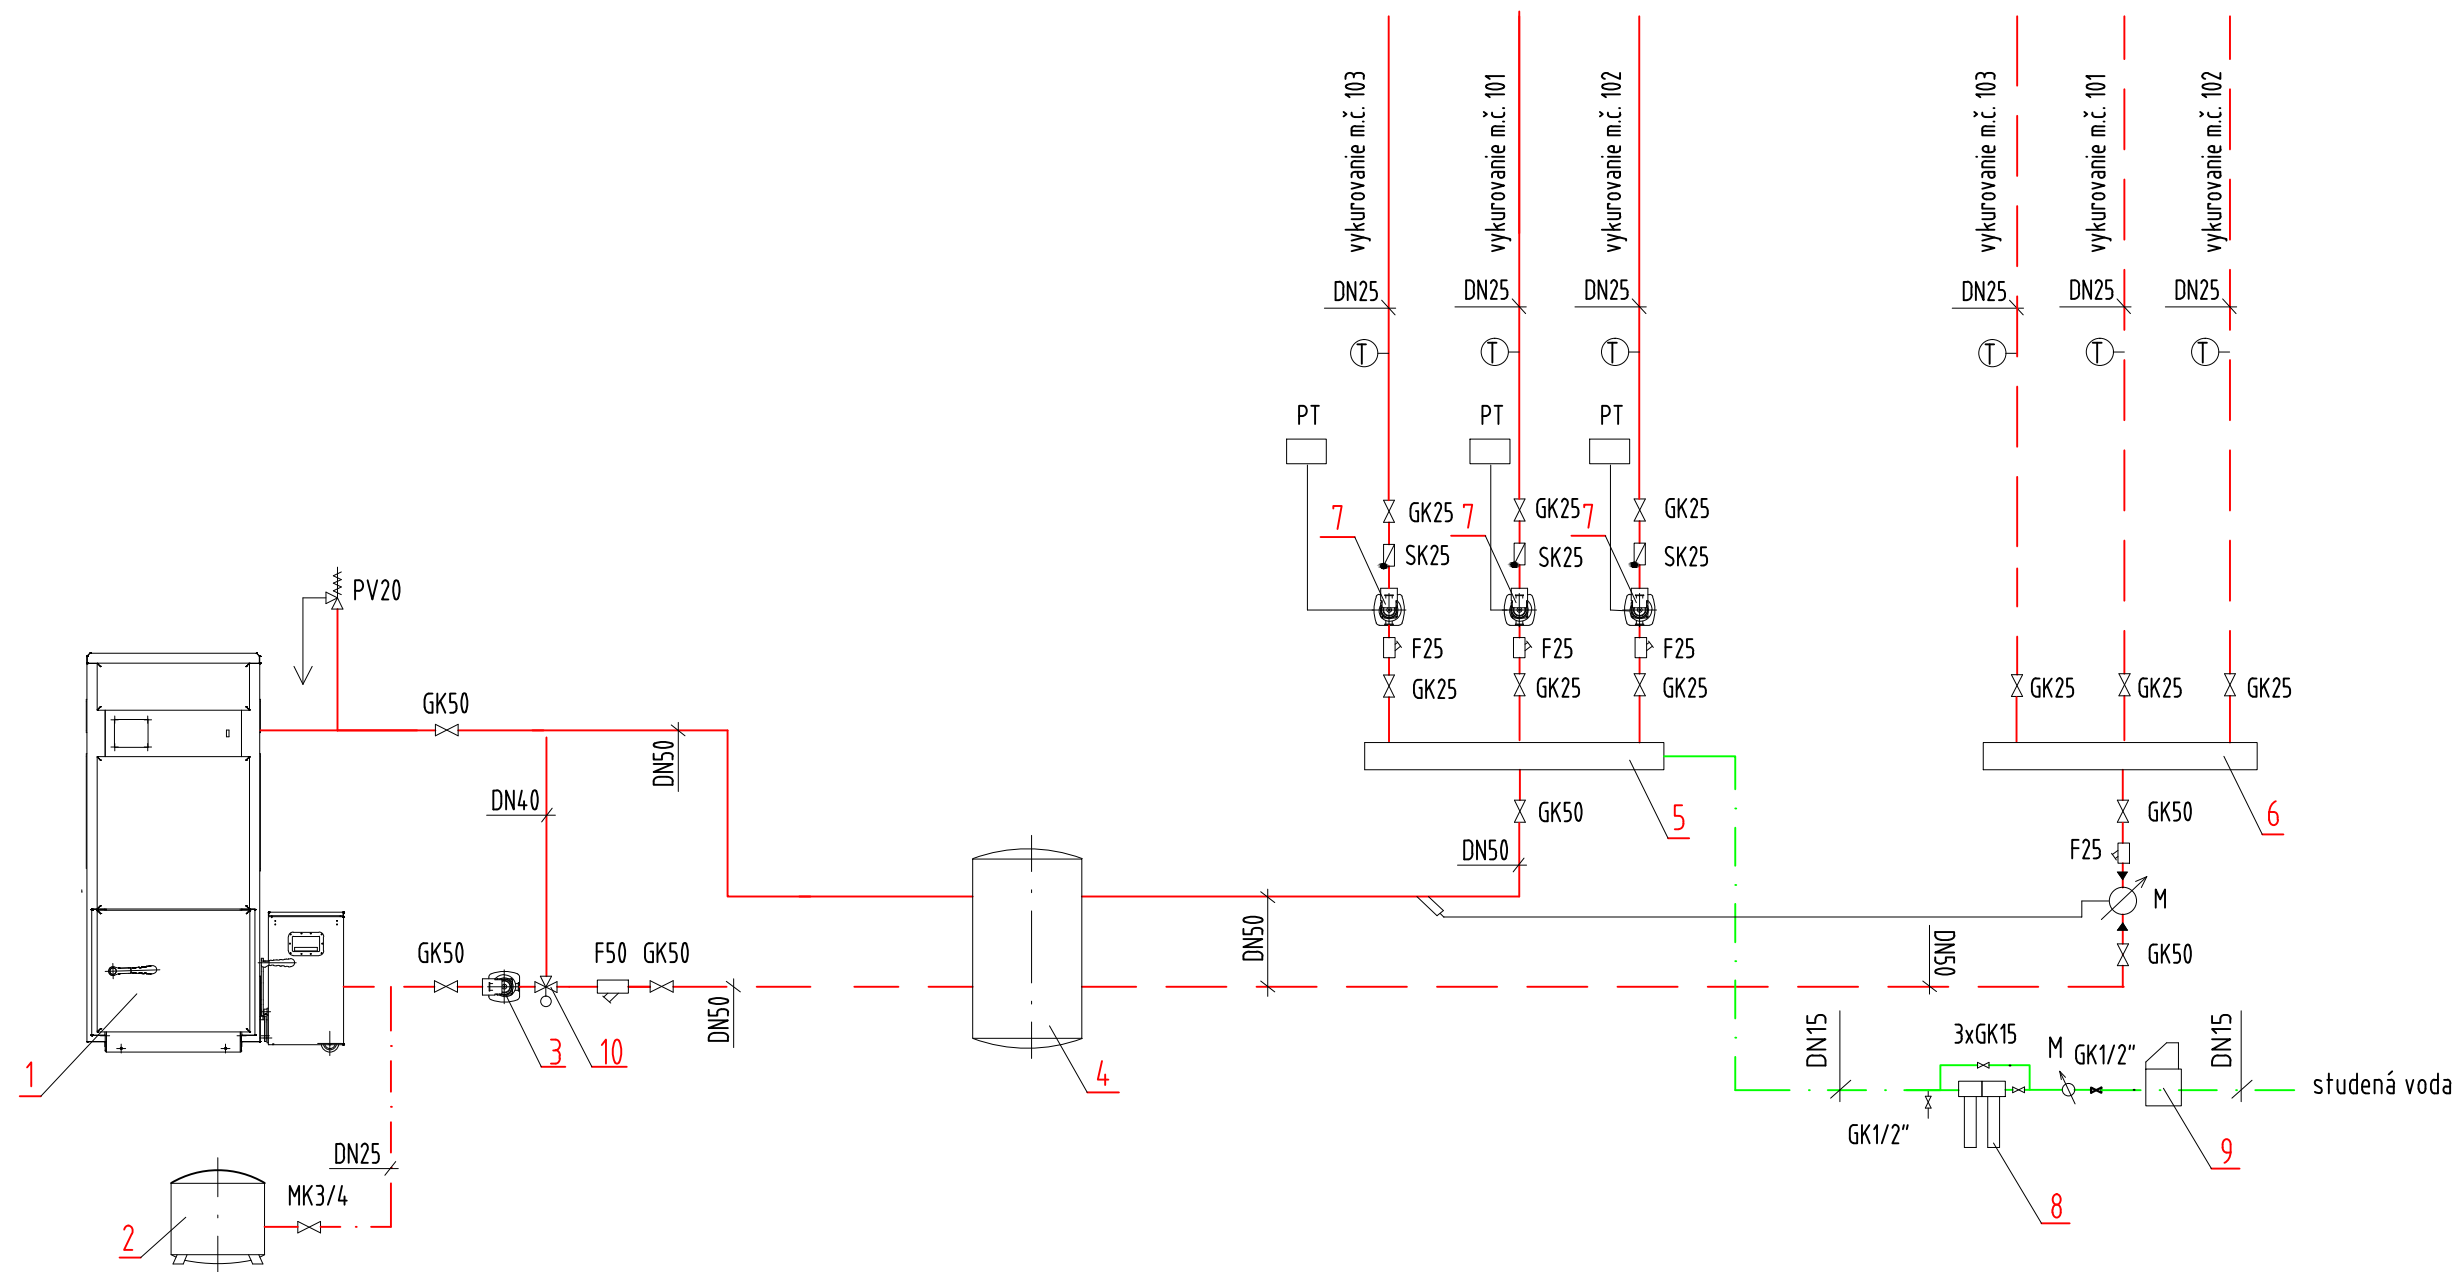 vykurovanie m.č. 103
vykurovanie m.č. 101
vykurovanie m.č. 102
vykurovanie m.č. 103
vykurovanie m.č. 101
vykurovanie m.č. 102
DN25
DN25
DN25
DN25
DN25
DN25
T
T
T
T
T
T
PT
PT
PT
7
GK25
7
GK25
7
GK25
SK25
SK25
SK25
PV20
F25
F25
F25
GK25
GK25
GK25
GK25
GK25
GK25
GK50
DN50
DN40
5
GK50
GK50
6
DN50
F25
M
GK50
F50
GK50
DN50
DN50
GK50
DN50
3
10
4
1
DN15
3xGK15
M
GK1/2"
DN15
studená voda
GK1/2"
9
DN25
MK3/4
2
8